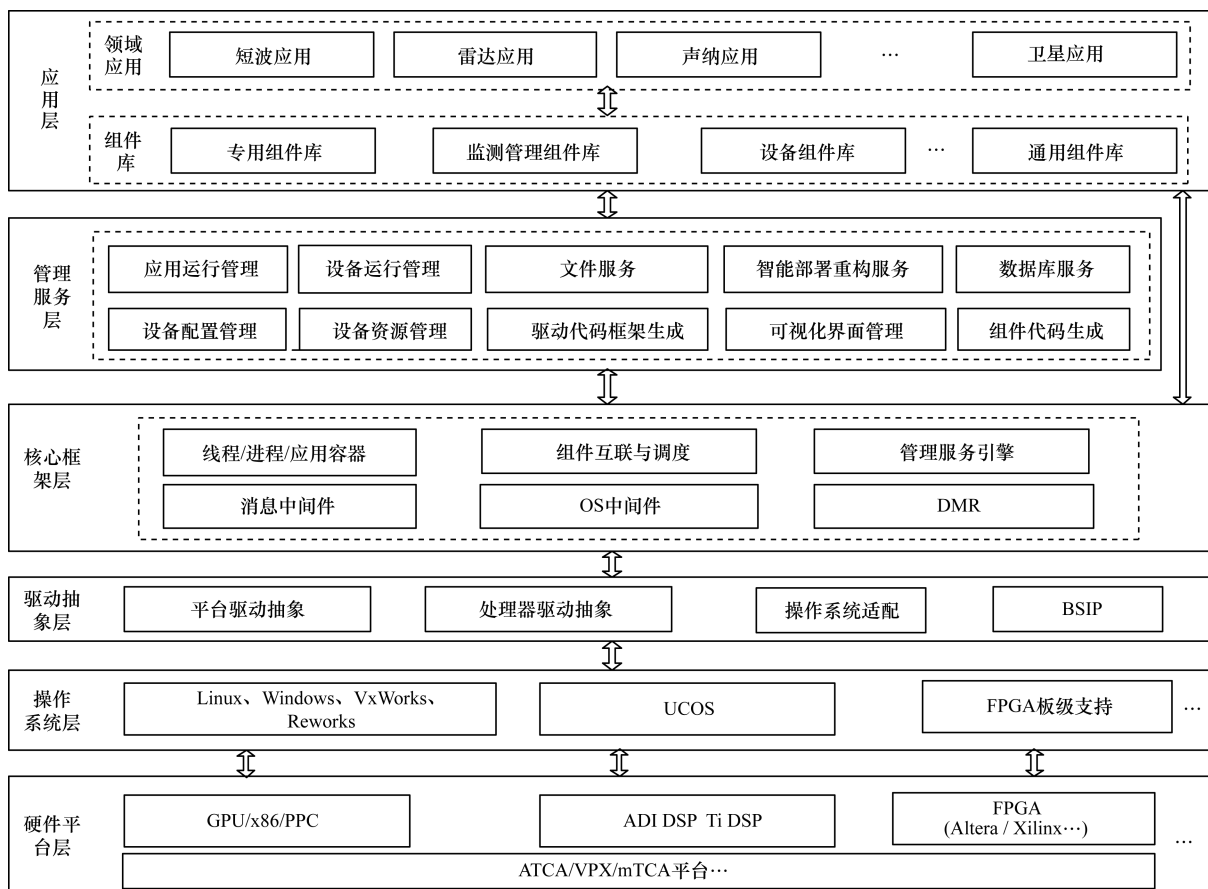 领域
应用
短波应用
雷达应用
声纳应用
…
卫星应用
应
用
层
组件
库
专用组件库
监测管理组件库
设备组件库
…
通用组件库
管理
服务
层
应用运行管理
设备运行管理
文件服务
智能部署重构服务
数据库服务
设备配置管理
设备资源管理
驱动代码框架生成
可视化界面管理
组件代码生成
核心框
架层
线程/进程/应用容器
组件互联与调度
管理服务引擎
消息中间件
OS中间件
DMR
驱动抽
象层
平台驱动抽象
处理器驱动抽象
操作系统适配
BSIP
操作
系统层
Linux、Windows、VxWorks、
Reworks
UCOS
FPGA板级支持
…
硬件平
台层
GPU/x86/PPC
ADI DSP Ti DSP
FPGA
(Altera / Xilinx…)
…
ATCA/VPX/mTCA平台…